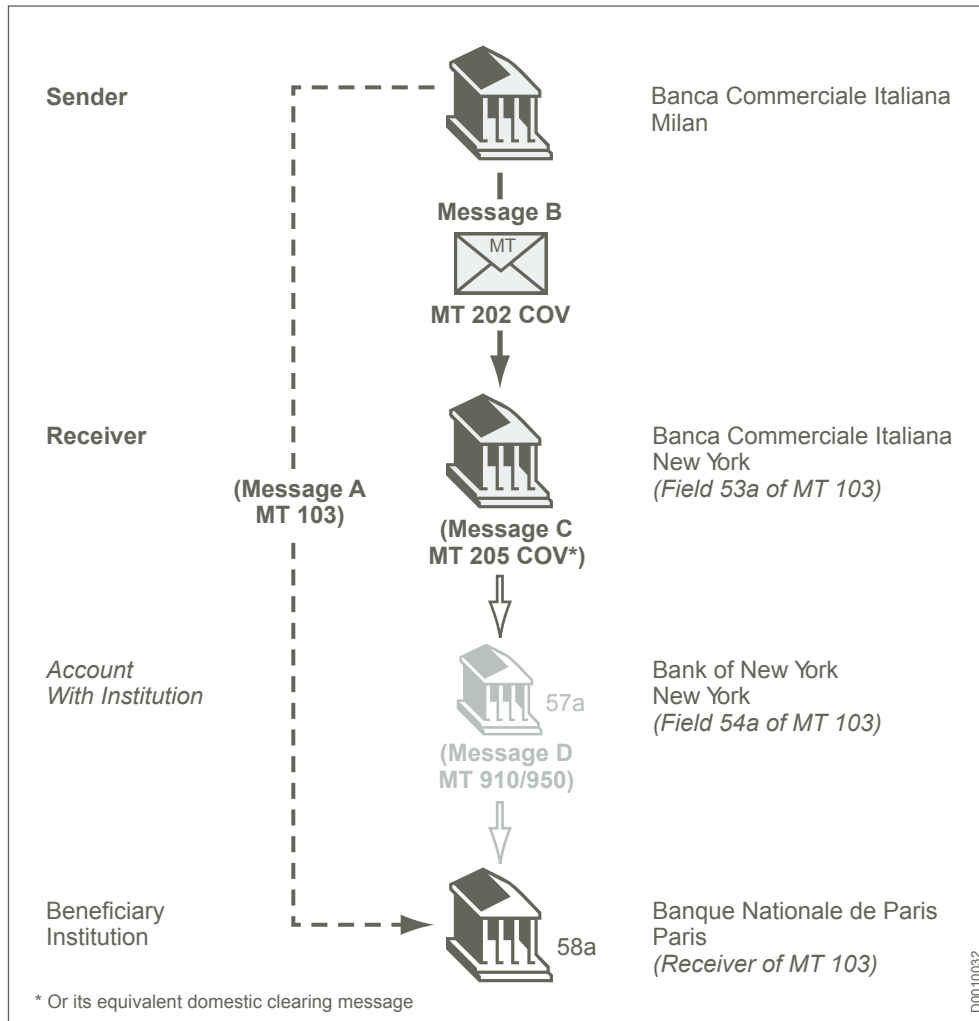 Sender
Banca Commerciale Italiana
Milan
Message B
MT
MT 202 COV
Receiver
Banca Commerciale Italiana
New York
(Field 53a of MT 103)
(Message A
MT 103)
(Message C
MT 205 COV*)
Account
With Institution
57a
Bank of New York
New York
(Field 54a of MT 103)
(Message D
MT 910/950)
Beneficiary
Institution
58a
Banque Nationale de Paris
Paris
(Receiver of MT 103)
* Or its equivalent domestic clearing message
D0010032